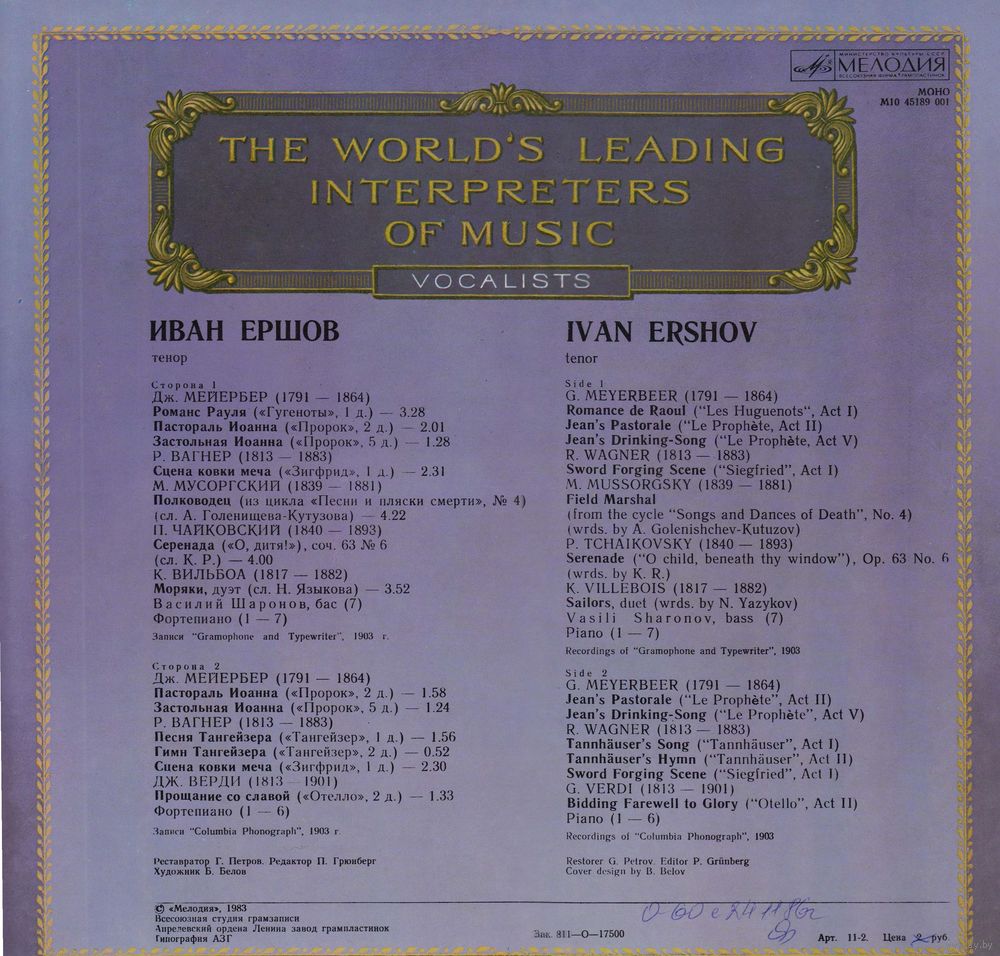 МИНИСТЕРСТВО КУЛЬТУРЫ СССР
МЕЛОДИЯ
ВСЕСОЮЗНАЯ ФИРМА ГРАМПЛАСТИНОК
МОНО
М10 45189 001
THE WORLD'S LEADING
INTERPRETERS
OF MUSIC
VOCALISTS
ИВАН ЕРШОВ
тенор
Сторона 1
ДЖ. МЕЙЕРБЕР (1791 — 1864)
Романс Рауля («Гугеноты», 1 д.) — 3.28
Пастораль Иоанна («Пророк», 2 д.) — 2.01
Застольная Иоанна («Пророк», 5 д.) — 1.28
Р. ВАГНЕР (1813 — 1883)
Сцена ковки меча («Зигфрид», 1 д.) — 2.31
М. МУСОРГСКИЙ (1839 — 1881)
Полководец (из цикла «Песни и пляски смерти», № 4)
(сл. А. Голенищева-Кутузова) — 4.22
П. ЧАЙКОВСКИЙ (1840 — 1893)
Серенада («О, дитя!»), соч. 63 № 6
(сл. К. Р.) — 4.00
К. ВИЛЬБОА (1817 — 1882)
Моряки, дуэт (сл. Н. Языкова) — 3.52
Василий Шаронов, бас (7)
Фортепиано (1 — 7)
Записи "Gramophone and Typewriter", 1903 г.
Сторона 2
ДЖ. МЕЙЕРБЕР (1791 — 1864)
Пастораль Иоанна («Пророк», 2 д.) — 1.58
Застольная Иоанна («Пророк», 5 д.) — 1.24
Р. ВАГНЕР (1813 — 1883)
Песня Тангейзера («Тангейзер», 1 д.) — 1.56
Гимн Тангейзера («Тангейзер», 2 д.) — 0.52
Сцена ковки меча («Зигфрид», 1 д.) — 2.30
ДЖ. ВЕРДИ (1813 — 1901)
Прощание со славой («Отелло», 2 д.) — 1.33
Фортепиано (1 — 6)
Записи "Columbia Phonograph", 1903 г.
Реставратор Г. Петров. Редактор П. Грюнберг
Художник Б. Белов
IVAN ERSHOV
tenor
Side 1
G. MEYERBEER (1791 — 1864)
Romance de Raoul ("Les Huguenots", Act I)
Jean's Pastorale ("Le Prophète, Act II)
Jean's Drinking-Song ("Le Prophète, Act V)
R. WAGNER (1813 — 1883)
Sword Forging Scene ("Siegfried", Act I)
M. MUSSORGSKY (1839 — 1881)
Field Marshal
(from the cycle "Songs and Dances of Death", No. 4)
(wrds. by A. Golenishchev-Kutuzov)
P. TCHAIKOVSKY (1840 — 1893)
Serenade ("O child, beneath thy window"), Op. 63 No. 6
(wrds. by K. R.)
K. VILLEBOIS (1817 — 1882)
Sailors, duet (wrds. by N. Yazykov)
Vasili Sharonov, bass (7)
Piano (1 — 7)
Recordings of "Gramophone and Typewriter", 1903
Side 2
G. MEYERBEER (1791 — 1864)
Jean's Pastorale ("Le Prophète", Act II)
Jean's Drinking-Song ("Le Prophète", Act V)
R. WAGNER (1813 — 1883)
Tannhäuser's Song ("Tannhäuser", Act I)
Tannhäuser's Hymn ("Tannhäuser", Act II)
Sword Forging Scene ("Siegfried", Act I)
G. VERDI (1813 — 1901)
Bidding Farewell to Glory ("Otello", Act II)
Piano (1 — 6)
Recordings of "Columbia Phonograph", 1903
Restorer G. Petrov. Editor P. Grünberg
Cover design by B. Belov
© «Мелодия», 1983
Всесоюзная студия грамзаписи
Апрелевский ордена Ленина завод грампластинок
Типография АЗГ
Зак. 811—О—17500
Арт. 11-2. Цена 2 руб.